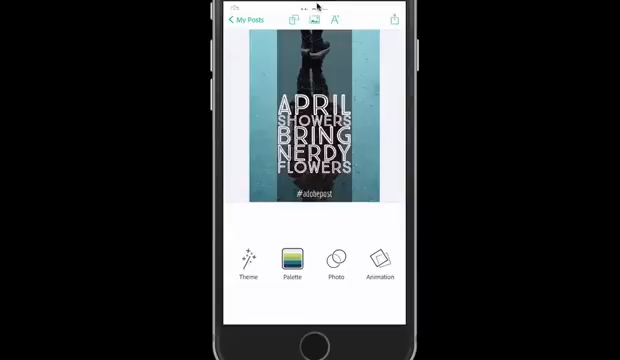 My Posts
APRIL
SHOWERS
BRING
NERDY
FLOWERS
#adobepost
Theme
Palette
Photo
Animation